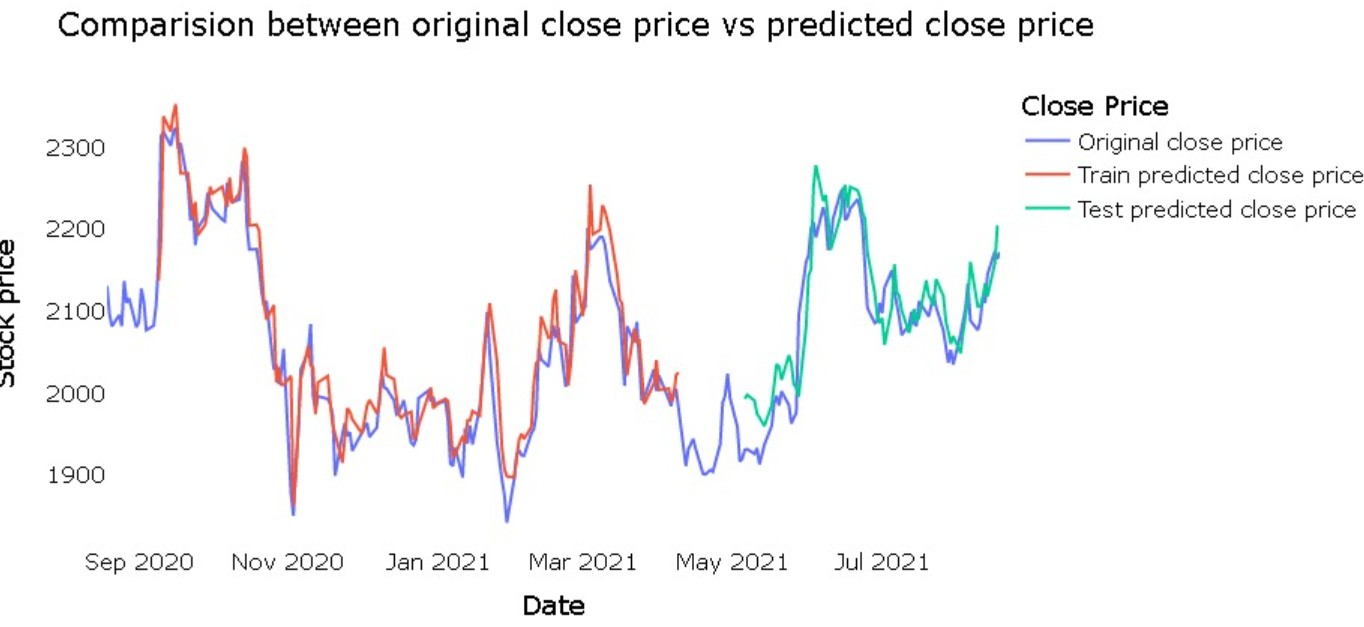 Comparision between original close price vs predicted close price
Close Price
Original close price
Train predicted close price
Test predicted close price
2300
2200
2100
2000
1900
Stock price
Sep 2020 Nov 2020 Jan 2021 Mar 2021 May 2021 Jul 2021
Date